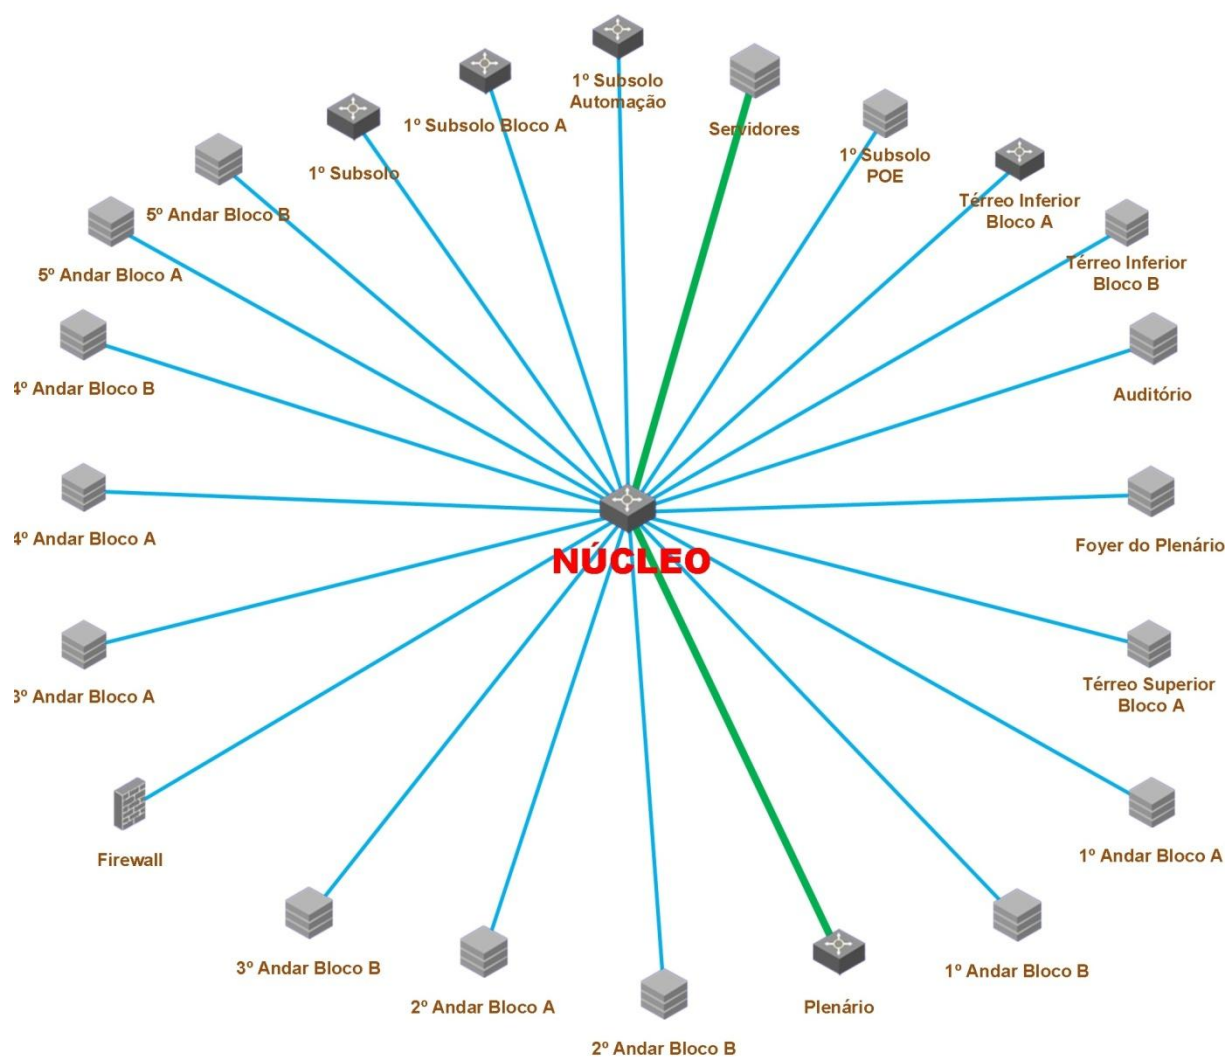 1º Subsolo
Automação
1º Subsolo Bloco A
Servidores
1º Subsolo
POE
1º Subsolo
Térreo Inferior
Bloco A
5º Andar Bloco B
Térreo Inferior
Bloco B
5º Andar Bloco A
4º Andar Bloco B
Auditório
4º Andar Bloco A
Foyer do Plenário
NÚCLEO
3º Andar Bloco A
Térreo Superior
Bloco A
Firewall
1º Andar Bloco A
3º Andar Bloco B
1º Andar Bloco B
2º Andar Bloco A
Plenário
2º Andar Bloco B